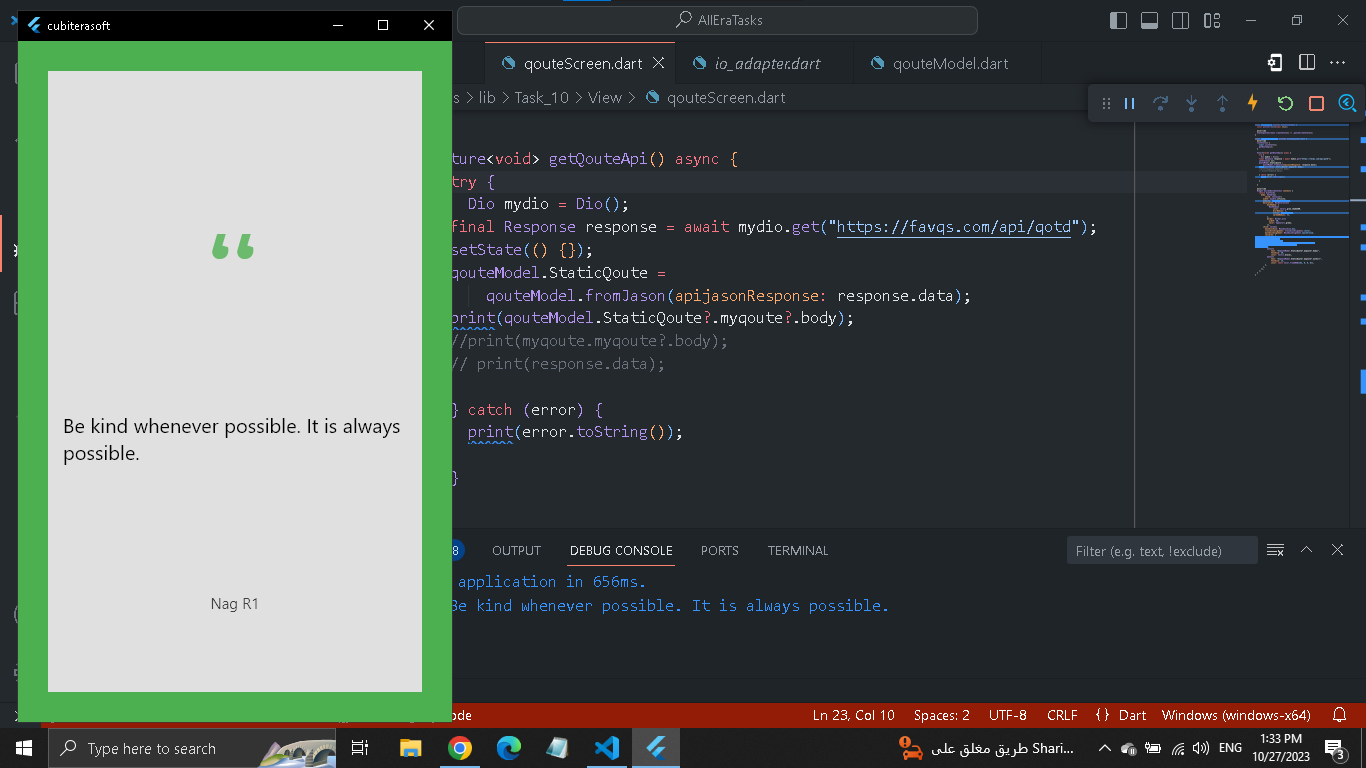 cubiterasoft
“
Be kind whenever possible. It is always
possible.
Nag R1
AllEraTasks
qouteScreen.dart
io_adapter.dart
qouteModel.dart
s > lib > Task_10 > View > qouteScreen.dart
ture<void> getQouteApi() async {
try {
Dio mydio = Dio();
final Response response = await mydio.get("https://favqs.com/api/qotd");
setState(() {});
qouteModel.StaticQoute =
qouteModel.fromJason(apijasonResponse: response.data);
print(qouteModel.StaticQoute?.myqoute?.body);
//print(myqoute.myqoute?.body);
// print(response.data);
} catch (error) {
print(error.toString());
}
8 OUTPUT DEBUG CONSOLE PORTS TERMINAL
Filter (e.g. text, !exclude)
application in 656ms.
Be kind whenever possible. It is always possible.
ode
Ln 23, Col 10 Spaces: 2 UTF-8 CRLF {} Dart Windows (windows-x64)
Type here to search
طريق مغلق على Shari...
ENG
1:33 PM
10/27/2023
3